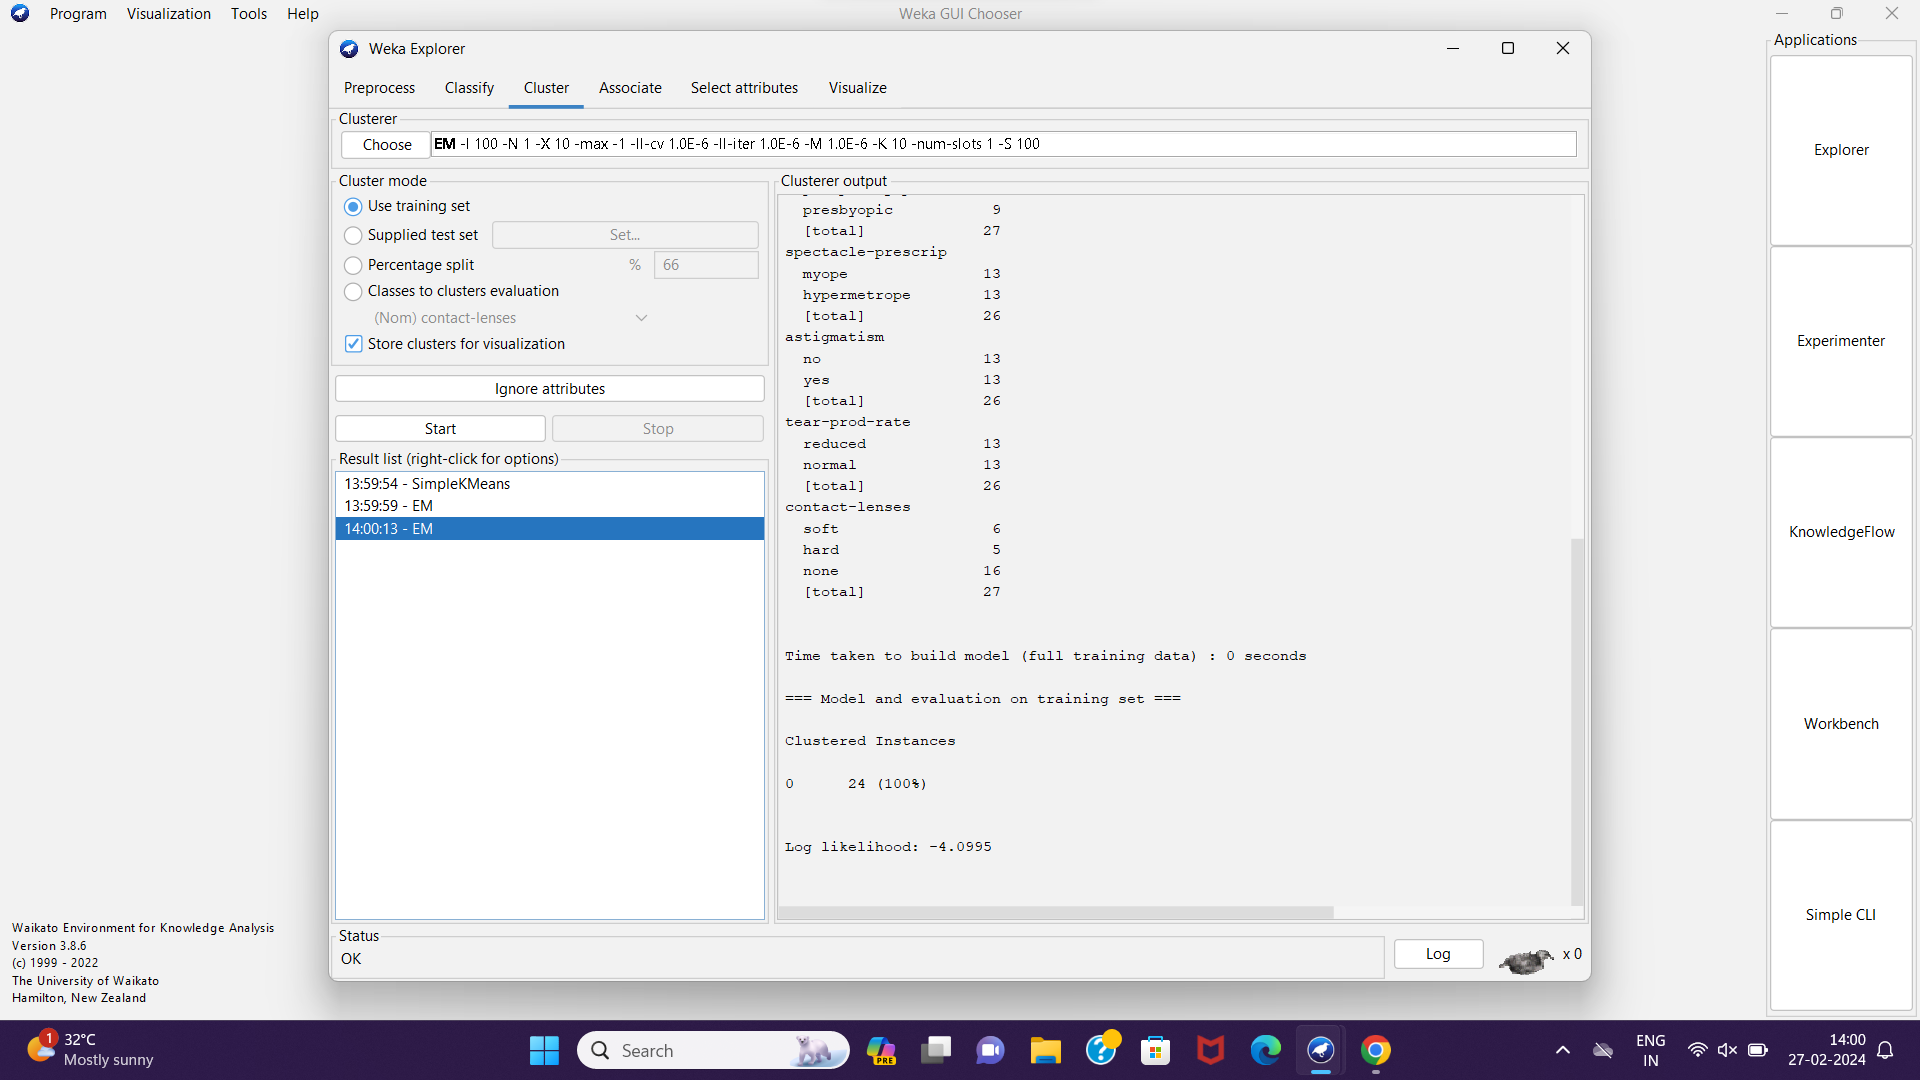 Program Visualization Tools Help
Weka GUI Chooser
Applications
Weka Explorer
Preprocess Classify Cluster Associate Select attributes Visualize
Clusterer
Choose EM -I 100 -N 1 -X 10 -max -1 -ll-cv 1.0E-6 -ll-iter 1.0E-6 -M 1.0E-6 -K 10 -num-slots 1 -S 100
Cluster mode
Use training set
Supplied test set Set...
Percentage split % 66
Classes to clusters evaluation
(Nom) contact-lenses
Store clusters for visualization
Ignore attributes
Start Stop
Result list (right-click for options)
13:59:54 - SimpleKMeans
13:59:59 - EM
14:00:13 - EM
Clusterer output
presbyopic 9
[total] 27
spectacle-prescrip
myope 13
hypermetrope 13
[total] 26
astigmatism
no 13
yes 13
[total] 26
tear-prod-rate
reduced 13
normal 13
[total] 26
contact-lenses
soft 6
hard 5
none 16
[total] 27
Time taken to build model (full training data) : 0 seconds
=== Model and evaluation on training set ===
Clustered Instances
0 24 (100%)
Log likelihood: -4.0995
Status
OK
Log
x 0
Explorer
Experimenter
KnowledgeFlow
Workbench
Simple CLI
Waikato Environment for Knowledge Analysis
Version 3.8.6
(c) 1999 - 2022
The University of Waikato
Hamilton, New Zealand
1
32°C
Mostly sunny
Search
PRE
ENG
IN
14:00
27-02-2024